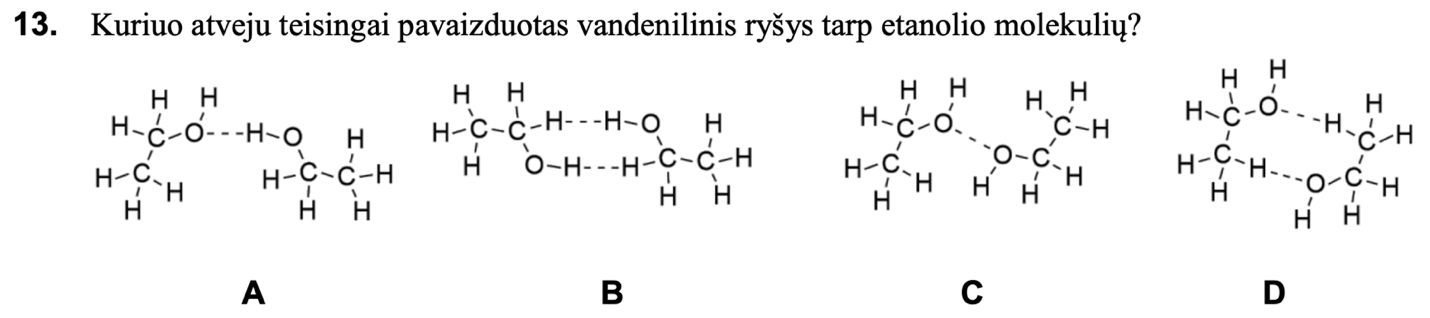 13. Kuriuo atveju teisingai pavaizduotas vandenilinis ryšys tarp etanolio molekulių?
H H H H H H H H H H
H-C-O---H-O H H-C-C-H---H-O H H-C-O H C-H H-C-O---H H
H-C H H-C-C-H H O-H---H-C-C-H H-C H O-C H H-C-H---O-C-H C-H
H H H H H H H H H H H H
A B C D